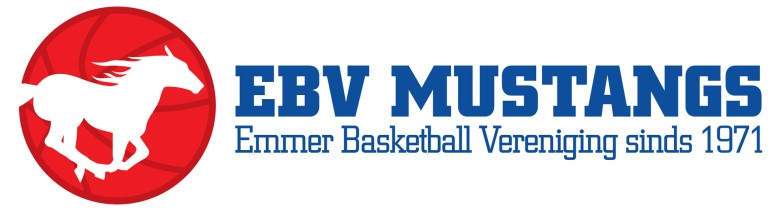 EBV MUSTANGS
Emmer Basketball Vereniging sinds 1971